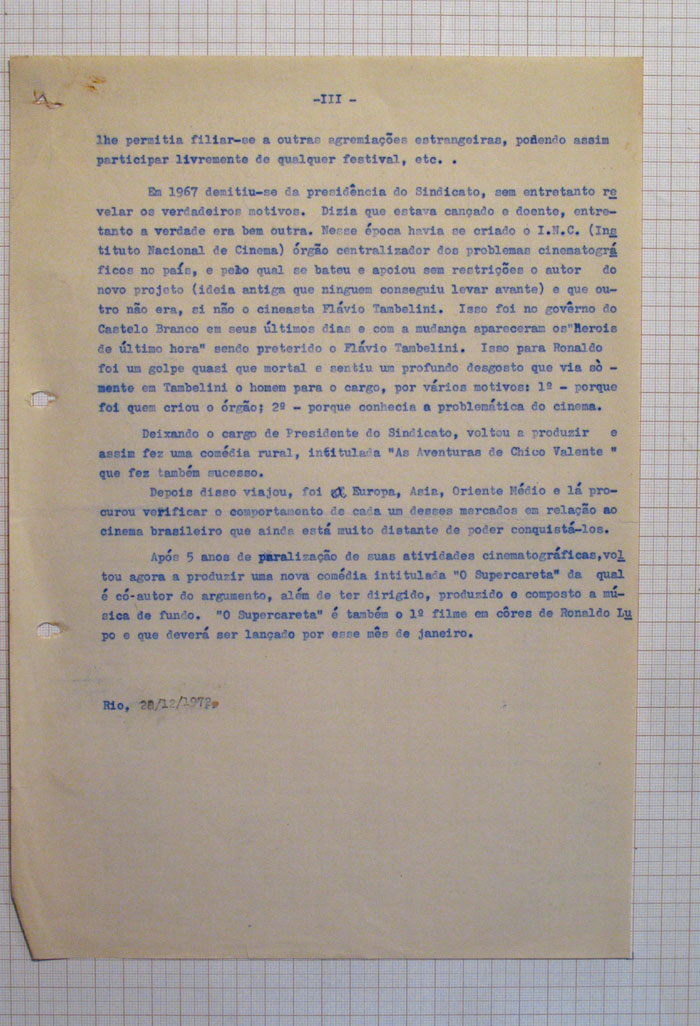 -III -
lhe permitia filiar-se a outras agremiações estrangeiras, podendo assim
participar livremente de qualquer festival, etc. .
Em 1967 demitiu-se da presidência do Sindicato, sem entretanto re
velar os verdadeiros motivos. Dizia que estava cançado e doente, entre-
tanto a verdade era bem outra. Nesse época havia se criado o I.N.C. (Ins
tituto Nacional de Cinema) órgão centralizador dos problemas cinematográ
ficos no país, e pelo qual se bateu e apoiou sem restrições o autor do
novo projeto (ideia antiga que ninguem conseguiu levar avante) e que ou-
tro não era, si não o cineasta Flávio Tambelini. Isso foi no govêrno do
Castelo Branco em seus últimos dias e com a mudança apareceram os"Herois
de último hora" sendo preterido o Flávio Tambelini. Isso para Ronaldo
foi um golpe quasi que mortal e sentiu um profundo desgosto que via sò -
mente em Tambelini o homem para o cargo, por vários motivos: 1º - porque
foi quem criou o órgão; 2º - porque conhecia a problemática do cinema.
Deixando o cargo de Presidente do Sindicato, voltou a produzir e
assim fez uma comédia rural, intitulada "As Aventuras de Chico Valente "
que fez também sucesso.
Depois disso viajou, foi a Europa, Asia, Oriente Médio e lá pro-
curou verificar o comportamento de cada um desses mercados em relação ao
cinema brasileiro que ainda está muito distante de poder conquistá-los.
Após 5 anos de paralização de suas atividades cinematográficas,vol
tou agora a produzir uma nova comédia intitulada "O Supercareta" da qual
é có-autor do argumento, além de ter dirigido, produzido e composto a mú-
sica de fundo. "O Supercareta" é também o 1º filme em côres de Ronaldo Lu
po e que deverá ser lançado por esse mês de janeiro.
Rio, 28/12/1972.